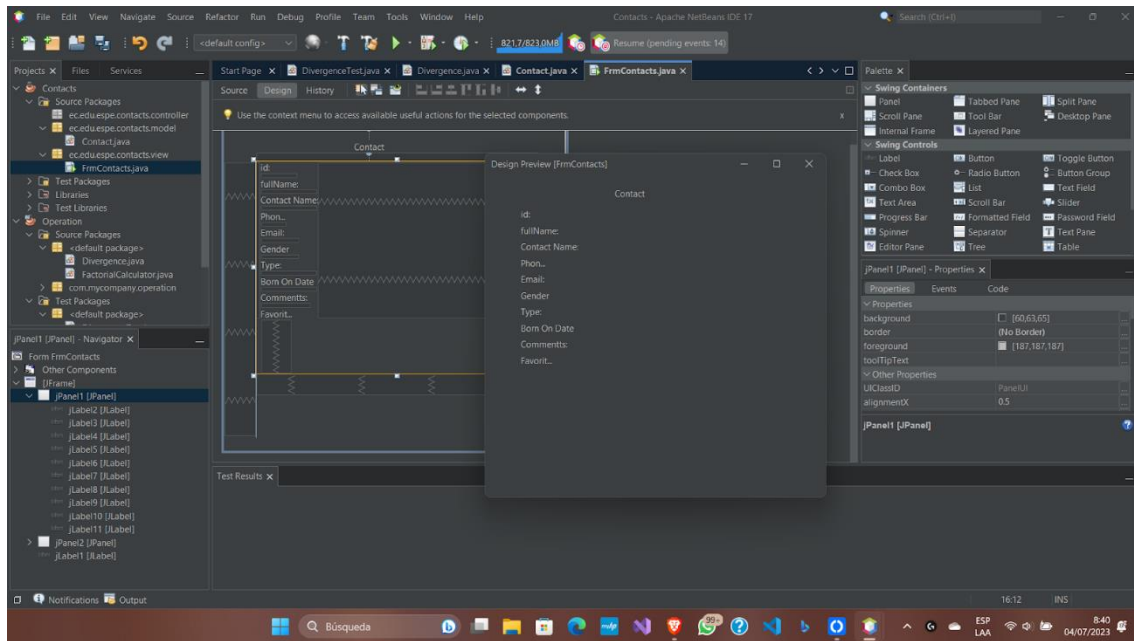 File Edit View Navigate Source Refactor Run Debug Profile Team Tools Window Help
Contacts - Apache NetBeans IDE 17
Search (Ctrl+I)
<default config>
821.7/823.0MB
Resume (pending events: 14)
Projects
Files
Services
Contacts
Source Packages
ec.edu.espe.contacts.controller
ec.edu.espe.contacts.model
Contact.java
ec.edu.espe.contacts.view
FrmContacts.java
Test Packages
Libraries
Test Libraries
Operation
Source Packages
<default package>
Divergence.java
FactorialCalculator.java
com.mycompany.operation
Test Packages
<default package>
jPanel1 [JPanel] - Navigator
Form FrmContacts
Other Components
[JFrame]
jPanel1 [JPanel]
jLabel2 [JLabel]
jLabel3 [JLabel]
jLabel4 [JLabel]
jLabel5 [JLabel]
jLabel6 [JLabel]
jLabel7 [JLabel]
jLabel8 [JLabel]
jLabel9 [JLabel]
jLabel10 [JLabel]
jLabel11 [JLabel]
jPanel2 [JPanel]
jLabel1 [JLabel]
Start Page
DivergenceTest.java
Divergence.java
Contact.java
FrmContacts.java
Source
Design
History
Use the context menu to access available useful actions for the selected components.
Contact
id:
fullName:
Contact Name:
Phon...
Email:
Gender
Type:
Born On Date
Commentts:
Favorit...
Design Preview [FrmContacts]
Contact
id:
fullName:
Contact Name:
Phon...
Email:
Gender
Type:
Born On Date
Commentts:
Favorit...
Test Results
Palette
Swing Containers
Panel
Tabbed Pane
Split Pane
Scroll Pane
Tool Bar
Desktop Pane
Internal Frame
Layered Pane
Swing Controls
Label
Button
Toggle Button
Check Box
Radio Button
Button Group
Combo Box
List
Text Field
Text Area
Scroll Bar
Slider
Progress Bar
Formatted Field
Password Field
Spinner
Separator
Text Pane
Editor Pane
Tree
Table
jPanel1 [JPanel] - Properties
Properties
Events
Code
Properties
background
[60,63,65]
border
(No Border)
foreground
[187,187,187]
toolTipText
Other Properties
UIClassID
PanelUI
alignmentX
0.5
jPanel1 [JPanel]
Notifications
Output
16:12
INS
Búsqueda
99+
ESP
LAA
8:40
04/07/2023